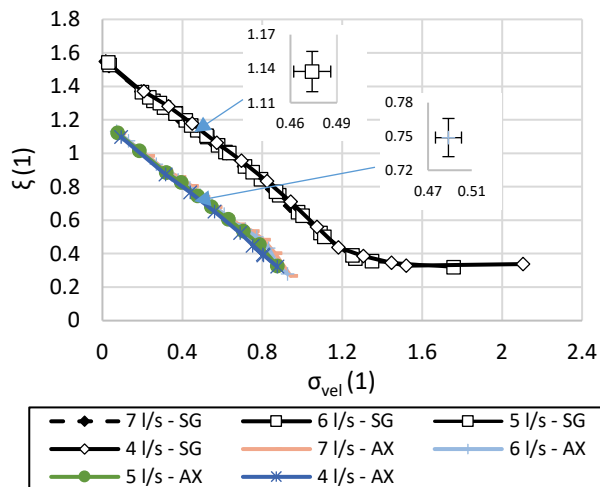 1.8
1.6
1.4
1.2
1
0.8
0.6
0.4
0.2
0
ξ (1)
1.17
1.14
1.11
0.46
0.49
0.78
0.75
0.72
0.47
0.51
0
0.4
0.8
1.2
1.6
2
2.4
σvel (1)
7 l/s - SG
6 l/s - SG
5 l/s - SG
4 l/s - SG
7 l/s - AX
6 l/s - AX
5 l/s - AX
4 l/s - AX